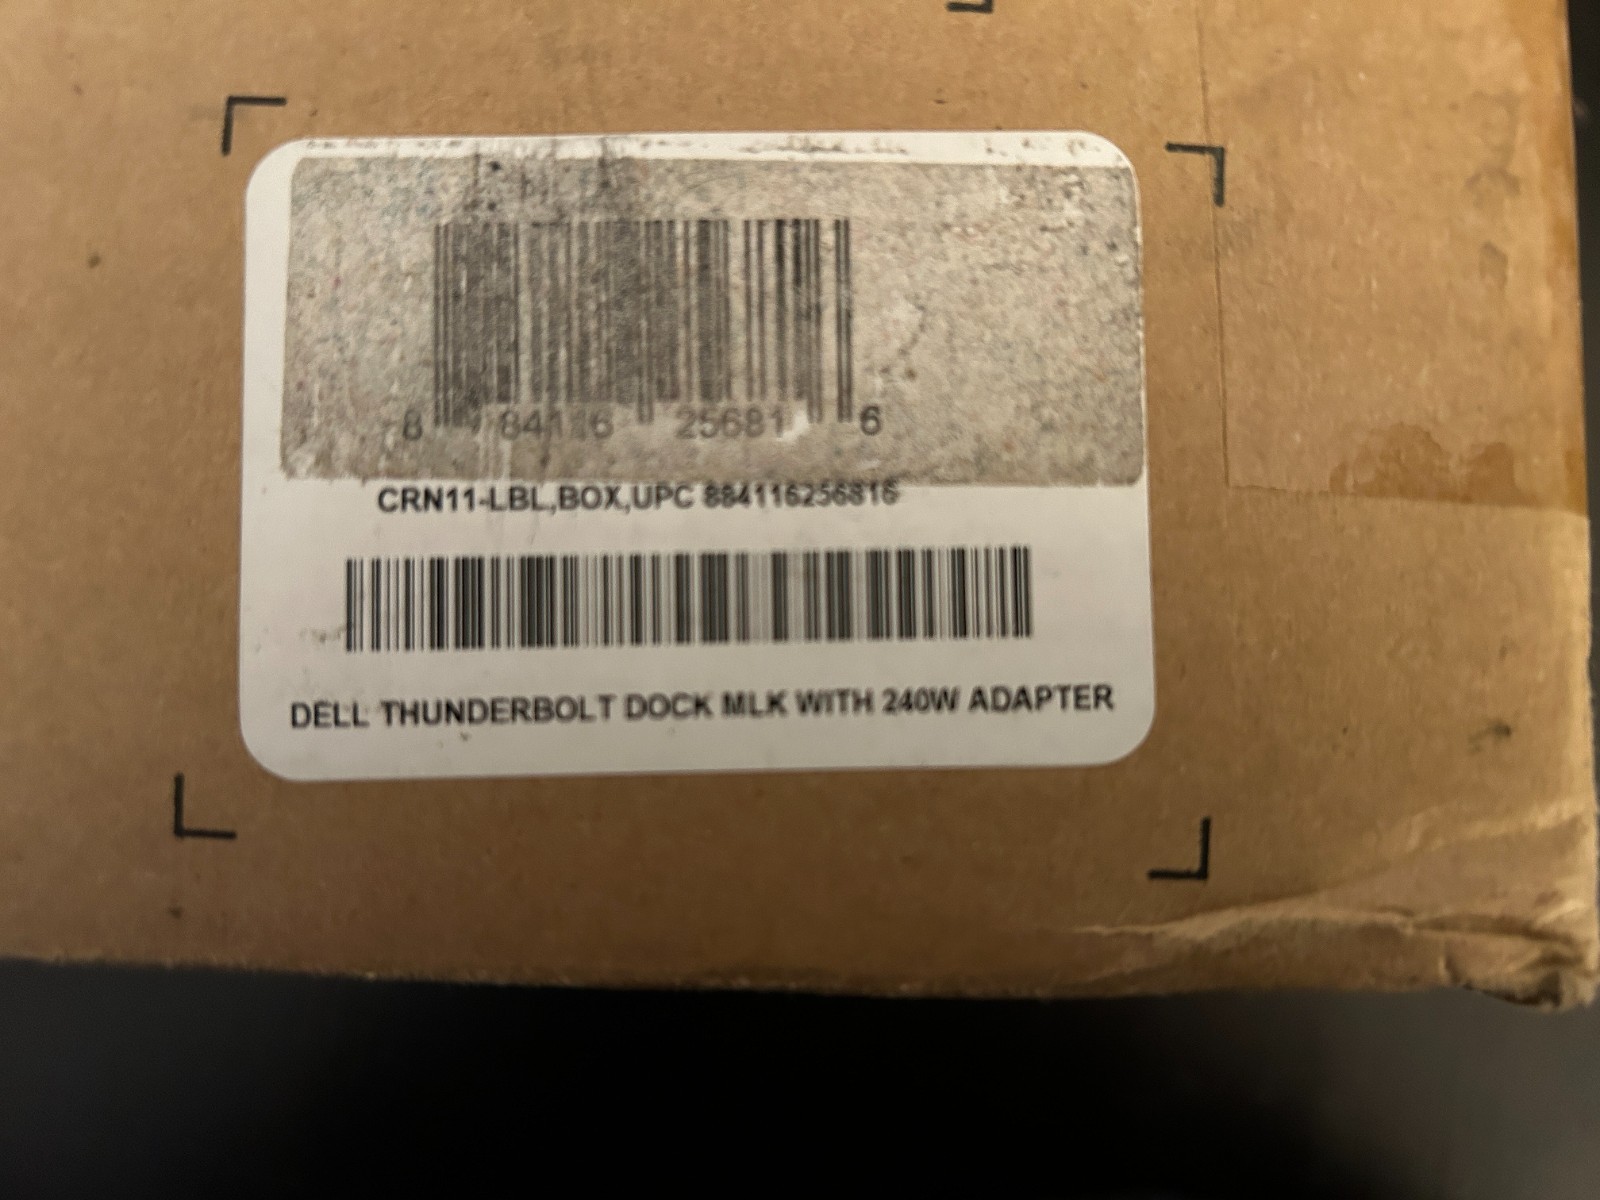 8 84116 25681 6
CRN11-LBL,BOX,UPC 884116256816
DELL THUNDERBOLT DOCK MLK WITH 240W ADAPTER